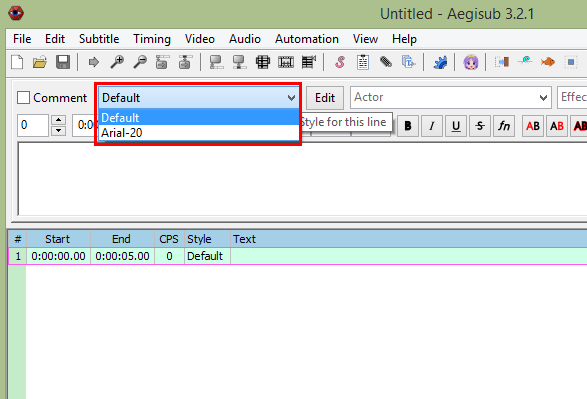 Untitled - Aegisub 3.2.1
File Edit Subtitle Timing Video Audio Automation View Help
Comment Default Edit Actor Effec
Default
Arial-20
0 0:00 Style for this line B I U S fn AB AB AB
# Start End CPS Style Text
1 0:00:00.00 0:00:05.00 0 Default